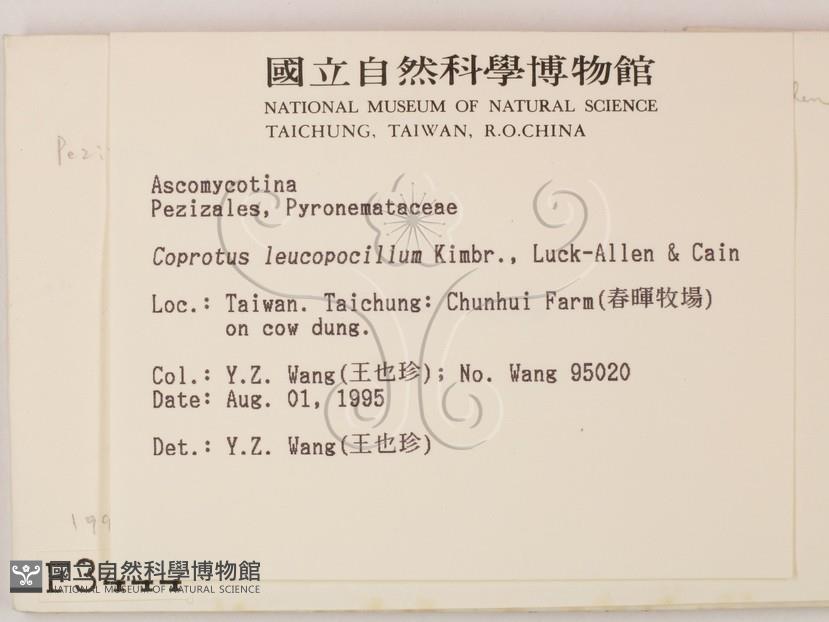 國立自然科學博物館
NATIONAL MUSEUM OF NATURAL SCIENCE
TAICHUNG, TAIWAN, R.O.CHINA
Pezi
Ascomycotina
Pezizales, Pyronemataceae
Coprotus leucopocillum Kimbr., Luck-Allen & Cain
Loc.: Taiwan. Taichung: Chunhui Farm(春暉牧場)
on cow dung.
Col.: Y.Z. Wang(王也珍); No. Wang 95020
Date: Aug. 01, 1995
Det.: Y.Z. Wang(王也珍)
199
國立自然科學博物館
NATIONAL MUSEUM OF NATURAL SCIENCE